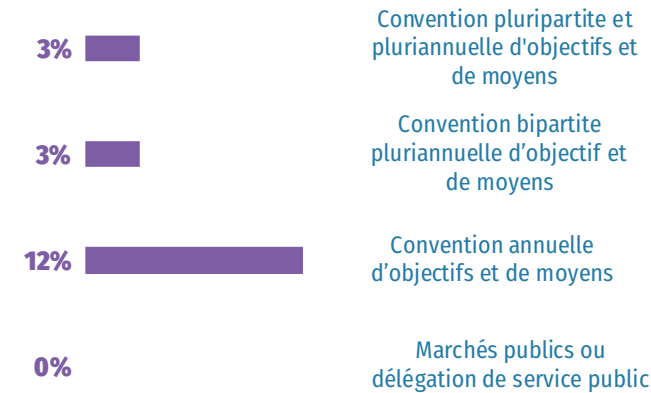 Convention pluripartite et
3%
pluriannuelle d'objectifs et
de moyens
Convention bipartite
3%
pluriannuelle d’objectif et
de moyens
Convention annuelle
12%
d’objectifs et de moyens
Marchés publics ou
0%
délégation de service public